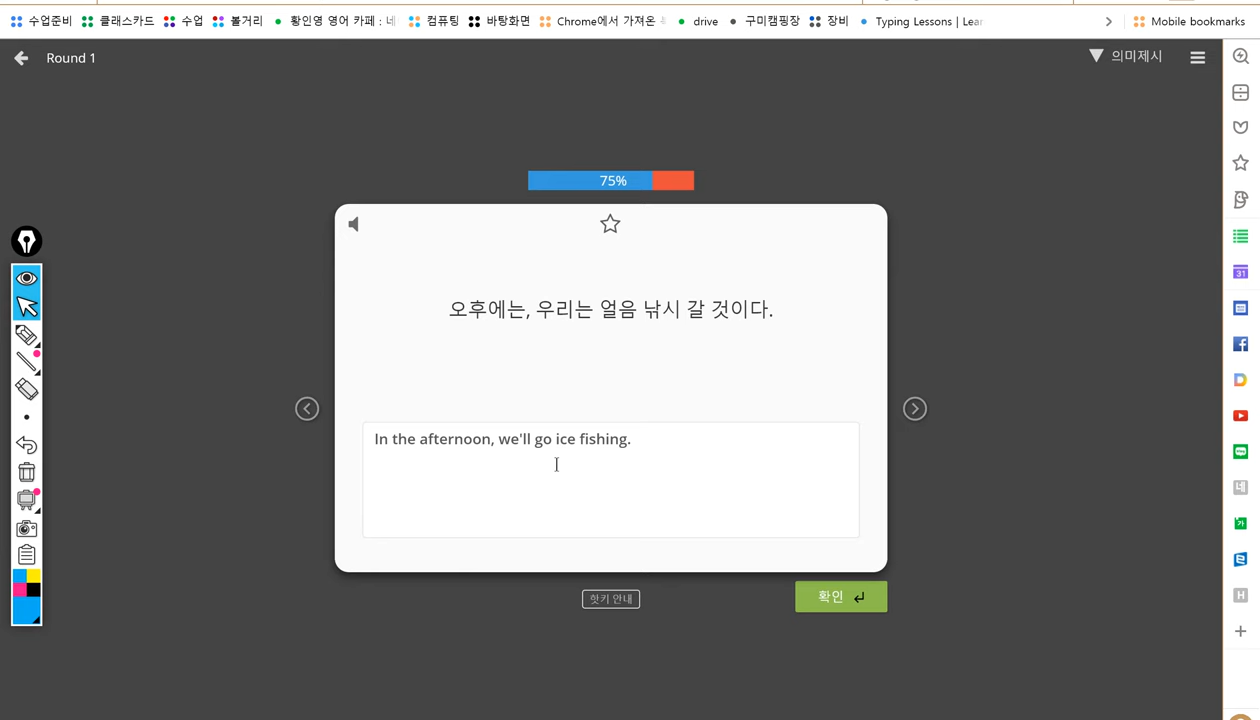 수업준비 클래스카드 수업 볼거리 황인영 영어 카페 : 네 컴퓨팅 바탕화면 Chrome에서 가져온 drive 구미캠핑장 장비 Typing Lessons | Lear Mobile bookmarks
Round 1 의미제시
75%
오후에는, 우리는 얼음 낚시 갈 것이다.
In the afternoon, we'll go ice fishing.
핫키 안내 확인
31